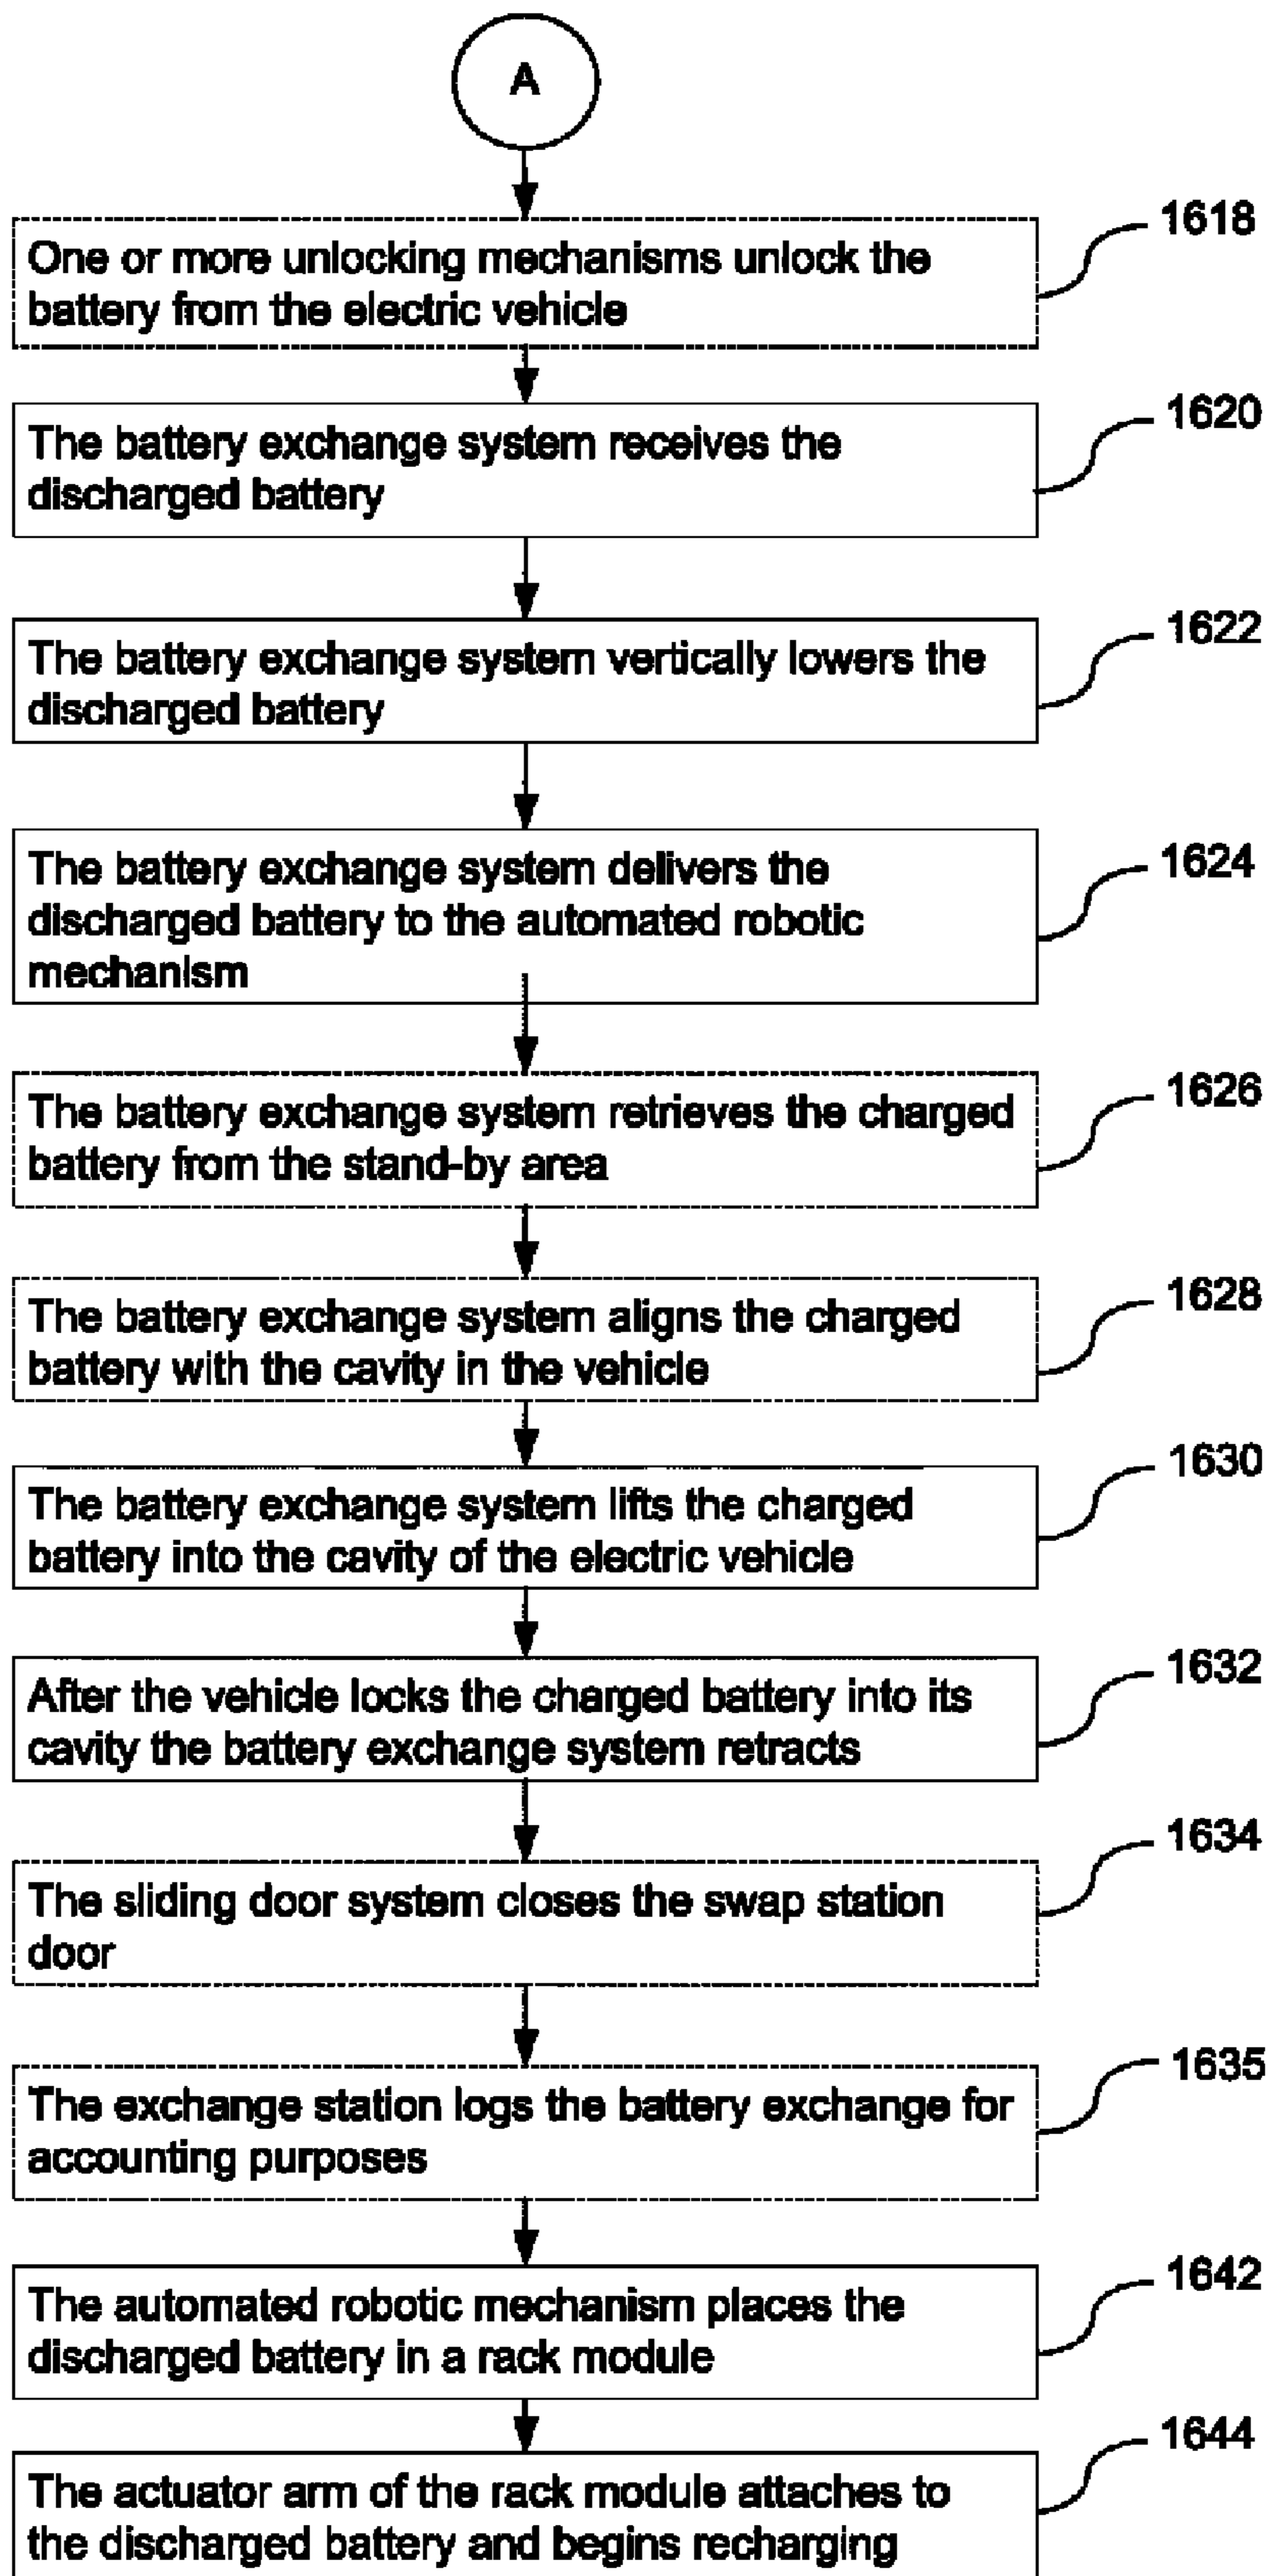 A
1618
One or more unlocking mechanisms unlock the
battery from the electric vehicle
1620
The battery exchange system receives the
discharged battery
1622
The battery exchange system vertically lowers the
discharged battery
1624
The battery exchange system delivers the
discharged battery to the automated robotic
mechanism
1626
The battery exchange system retrieves the charged
battery from the stand-by area
1628
The battery exchange system aligns the charged
battery with the cavity in the vehicle
1630
The battery exchange system lifts the charged
battery into the cavity of the electric vehicle
1632
After the vehicle locks the charged battery into its
cavity the battery exchange system retracts
1634
The sliding door system closes the swap station
door
1635
The exchange station logs the battery exchange for
accounting purposes
1642
The automated robotic mechanism places the
discharged battery in a rack module
1644
The actuator arm of the rack module attaches to
the discharged battery and begins recharging